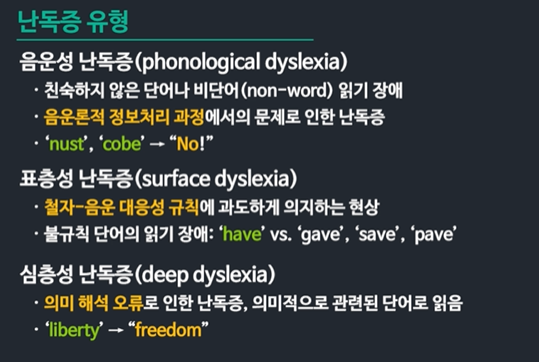 난독증 유형
음운성 난독증(phonological dyslexia)
· 친숙하지 않은 단어나 비단어(non-word) 읽기 장애
· 음운론적 정보처리 과정에서의 문제로 인한 난독증
· ‘nust’, ‘cobe’ → “No!”
표층성 난독증(surface dyslexia)
· 철자-음운 대응성 규칙에 과도하게 의지하는 현상
· 불규칙 단어의 읽기 장애: ‘have’ vs. ‘gave’, ‘save’, ‘pave’
심층성 난독증(deep dyslexia)
· 의미 해석 오류로 인한 난독증, 의미적으로 관련된 단어로 읽음
· ‘liberty’ → “freedom”